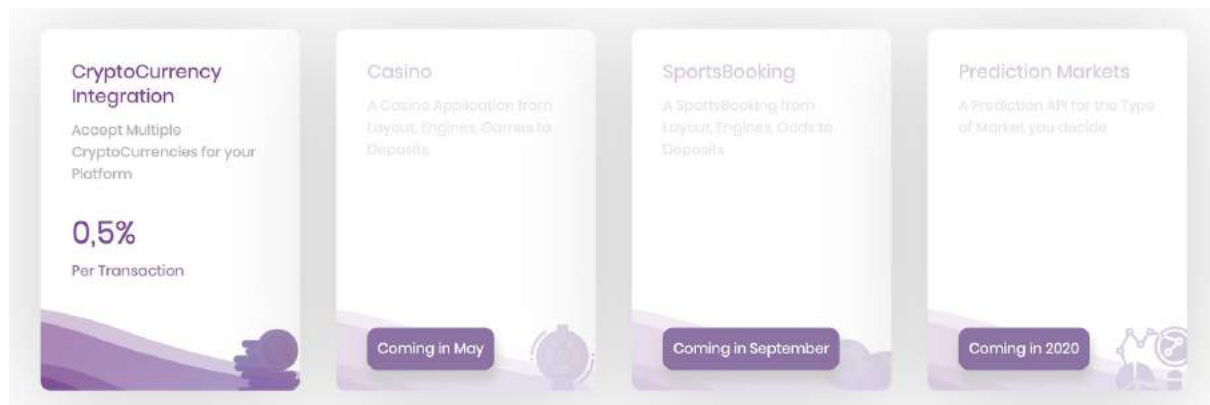 CryptoCurrency
Integration
Accept Multiple
CryptoCurrencies for your
Platform
0,5%
Per Transaction
Casino
A Casino Application from
Layout, Engines, Games to
Deposits
Coming in May
SportsBooking
A SportsBooking from
Layout, Engines, Oods to
Deposits
Coming in September
Prediction Markets
A Prediction API for the Type
of Market you decide
Coming in 2020